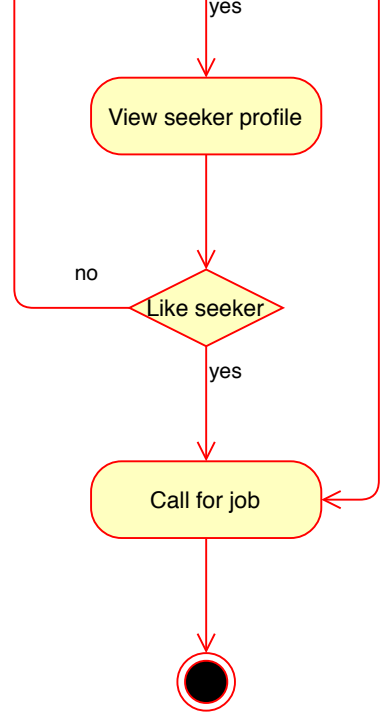 yes
View seeker profile
no
Like seeker
yes
Call for job